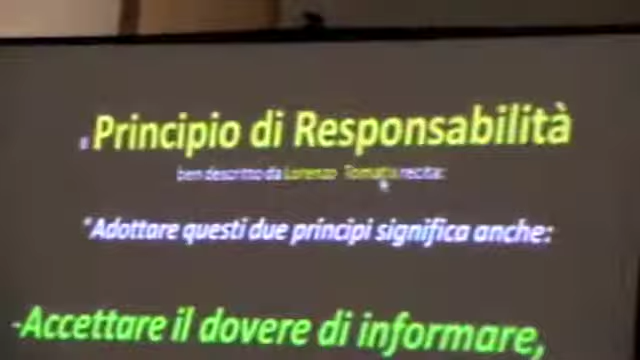 Principio di Responsabilità
ben descritto da Lorenzo Tomatis recita:
"Adottare questi due principi significa anche:
-Accettare il dovere di informare,